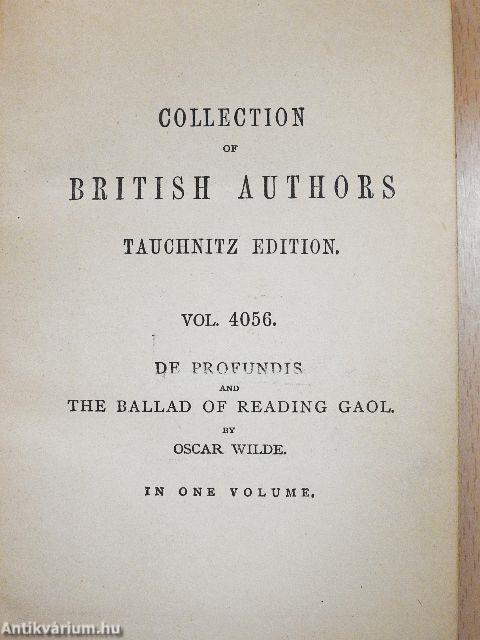 COLLECTION
OF
BRITISH AUTHORS
TAUCHNITZ EDITION.
VOL. 4056.
DE PROFUNDIS
AND
THE BALLAD OF READING GAOL.
BY
OSCAR WILDE.
IN ONE VOLUME.
Antikvárium.hu